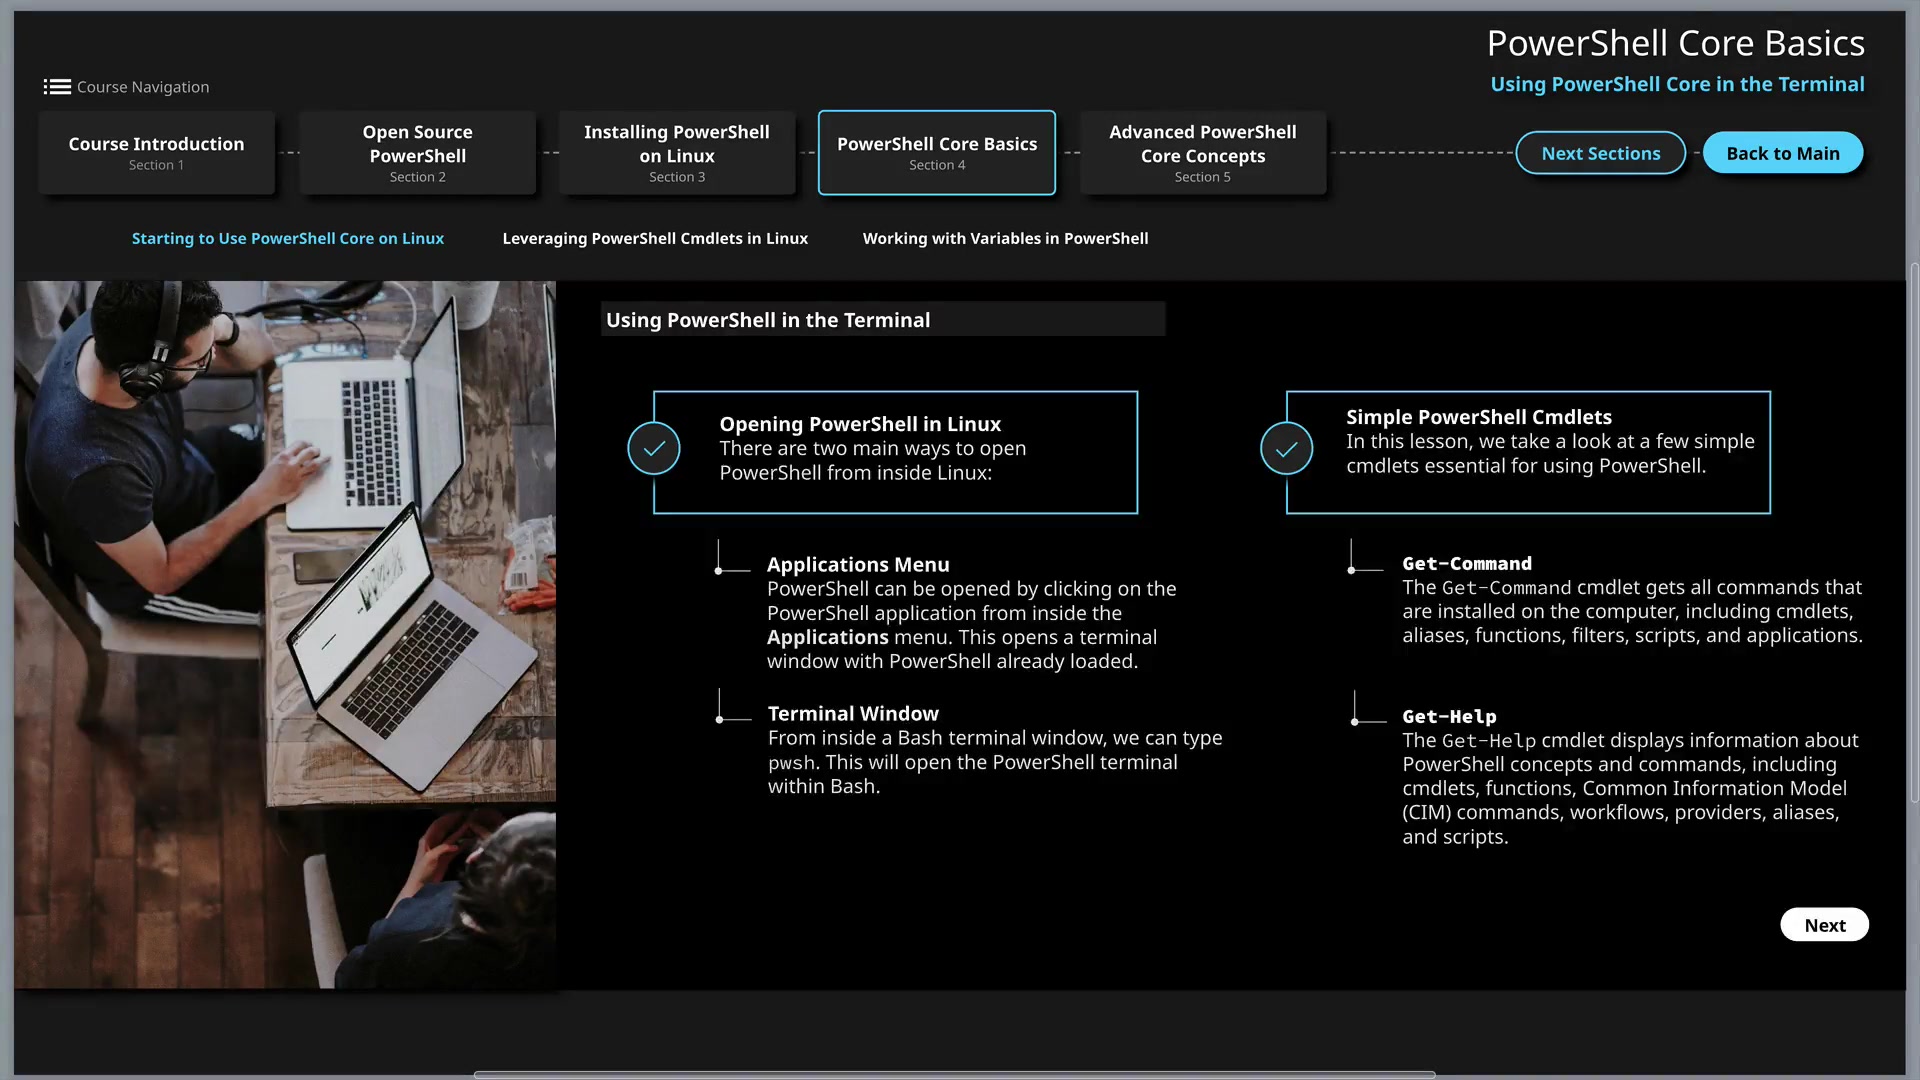 PowerShell Core Basics
Using PowerShell Core in the Terminal
Course Navigation
Course Introduction
Section 1
Open Source
PowerShell
Section 2
Installing PowerShell
on Linux
Section 3
PowerShell Core Basics
Section 4
Advanced PowerShell
Core Concepts
Section 5
Next Sections
Back to Main
Starting to Use PowerShell Core on Linux
Leveraging PowerShell Cmdlets in Linux
Working with Variables in PowerShell
Using PowerShell in the Terminal
Opening PowerShell in Linux
There are two main ways to open
PowerShell from inside Linux:
Applications Menu
PowerShell can be opened by clicking on the
PowerShell application from inside the
Applications menu. This opens a terminal
window with PowerShell already loaded.
Terminal Window
From inside a Bash terminal window, we can type
pwsh. This will open the PowerShell terminal
within Bash.
Simple PowerShell Cmdlets
In this lesson, we take a look at a few simple
cmdlets essential for using PowerShell.
Get-Command
The Get-Command cmdlet gets all commands that
are installed on the computer, including cmdlets,
aliases, functions, filters, scripts, and applications.
Get-Help
The Get-Help cmdlet displays information about
PowerShell concepts and commands, including
cmdlets, functions, Common Information Model
(CIM) commands, workflows, providers, aliases,
and scripts.
Next